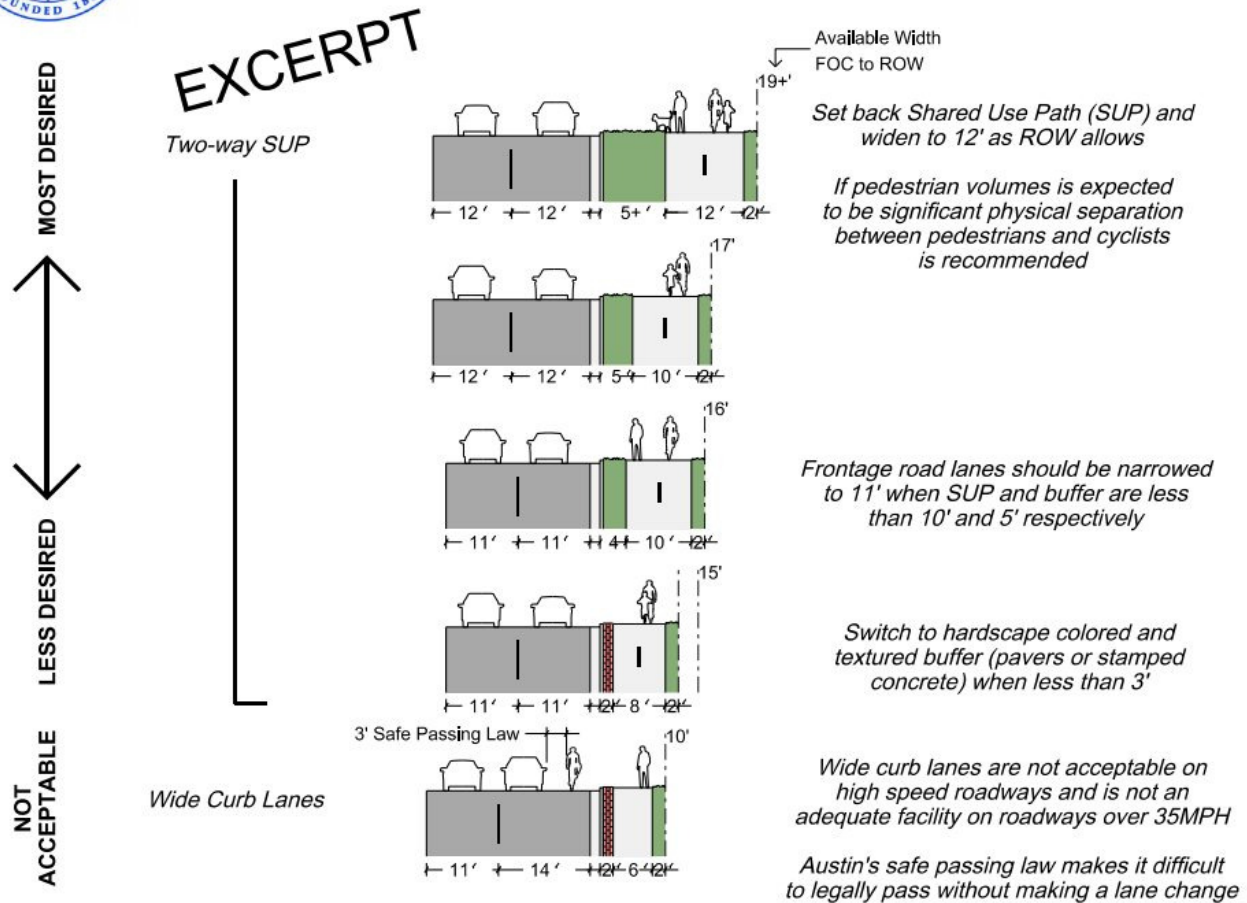 OUNDED 18
EXCERPT
Available Width
FOC to ROW
19+'
MOST DESIRED
Two-way SUP
Set back Shared Use Path (SUP) and
widen to 12' as ROW allows
If pedestrian volumes is expected
to be significant physical separation
between pedestrians and cyclists
is recommended
12' 12' 5+' 12' 2'
17'
12' 12' 5' 10' 2'
16'
Frontage road lanes should be narrowed
to 11' when SUP and buffer are less
than 10' and 5' respectively
11' 11' 4' 10' 2'
LESS DESIRED
15'
Switch to hardscape colored and
textured buffer (pavers or stamped
concrete) when less than 3'
11' 11' 2' 8' 2'
NOT
ACCEPTABLE
3' Safe Passing Law
10'
Wide Curb Lanes
Wide curb lanes are not acceptable on
high speed roadways and is not an
adequate facility on roadways over 35MPH
11' 14' 2' 6' 2'
Austin's safe passing law makes it difficult
to legally pass without making a lane change